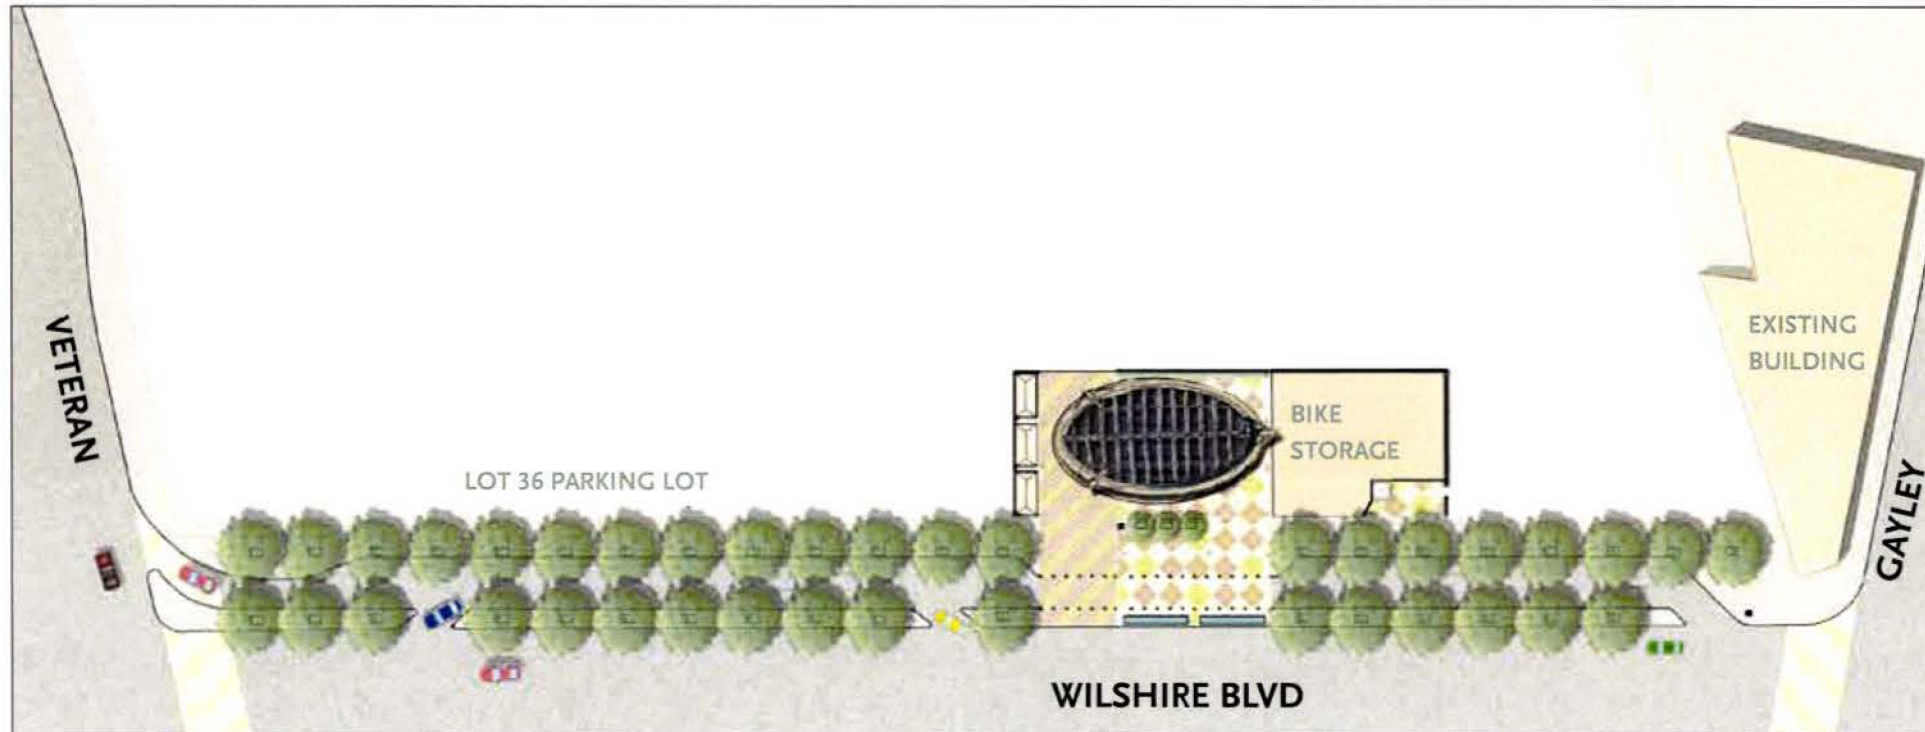 VETERAN
LOT 36 PARKING LOT
BIKE
STORAGE
EXISTING
BUILDING
GAYLEY
WILSHIRE BLVD